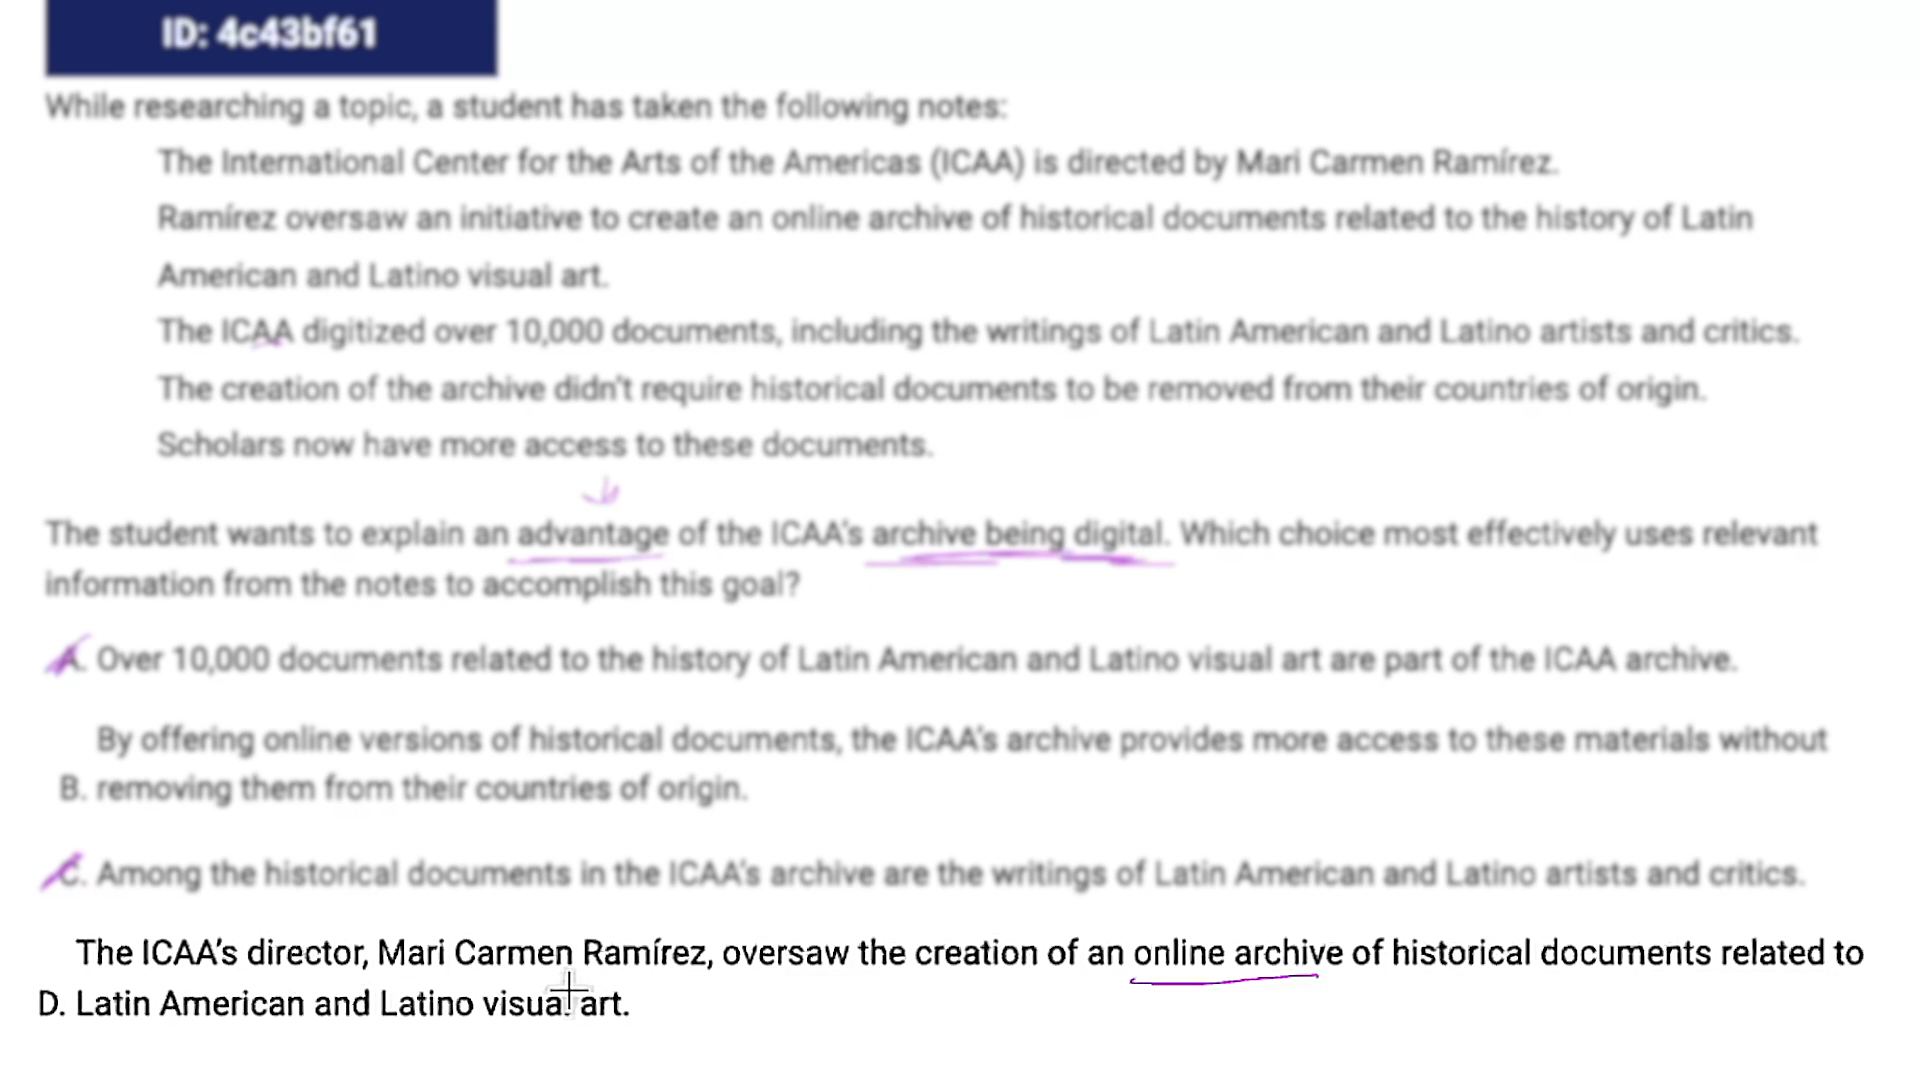 ID: 4c43bf61
While researching a topic, a student has taken the following notes:
The International Center for the Arts of the Americas (ICAA) is directed by Mari Carmen Ramírez.
Ramírez oversaw an initiative to create an online archive of historical documents related to the history of Latin
American and Latino visual art.
The ICAA digitized over 10,000 documents, including the writings of Latin American and Latino artists and critics.
The creation of the archive didn't require historical documents to be removed from their countries of origin.
Scholars now have more access to these documents.
The student wants to explain an advantage of the ICAA's archive being digital. Which choice most effectively uses relevant
information from the notes to accomplish this goal?
A. Over 10,000 documents related to the history of Latin American and Latino visual art are part of the ICAA archive.
By offering online versions of historical documents, the ICAA's archive provides more access to these materials without
B. removing them from their countries of origin.
C. Among the historical documents in the ICAA's archive are the writings of Latin American and Latino artists and critics.
The ICAA's director, Mari Carmen Ramírez, oversaw the creation of an online archive of historical documents related to
D. Latin American and Latino visual art.